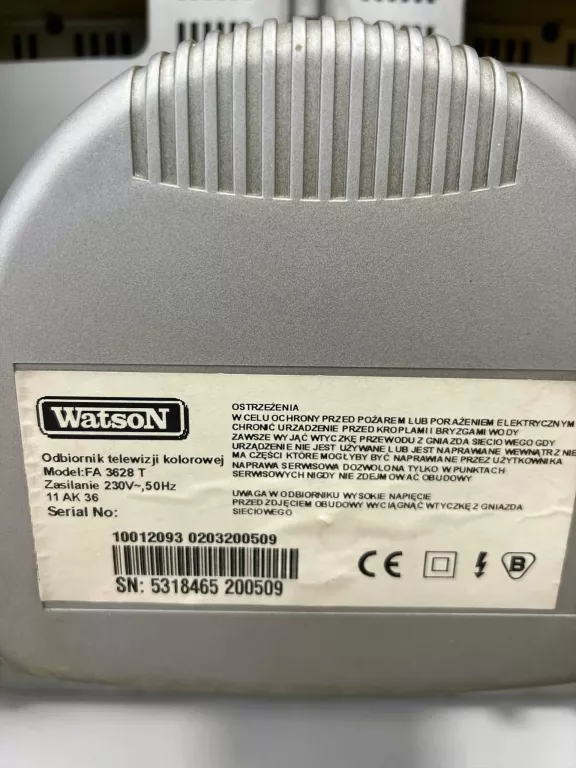 WatsoN
Odbiornik telewizji kolorowej
Model:FA 3628 T
Zasilanie 230V~,50Hz
11 AK 36
Serial No:
OSTRZEŻENIA
W CELU OCHRONY PRZED POŻAREM LUB PORAŻENIEM ELEKTRYCZNYM
CHRONIĆ URZADZENIE PRZED KROPLAMI I BRYZGAMI WODY
ZAWSZE WYJĄĆ WTYCZKĘ PRZEWODU Z GNIAZDA SIECIOWEGO GDY
URZĄDZENIE NIE JEST UŻYWANE LUB NIE JEST NAPRAWIANE WEWNĄTRZ NIE
MA CZĘŚCI KTÓRE MOGŁYBY BYĆ NAPRAWIANE PRZEZ UŻYTKOWNIKA
NAPRAWA SERWISOWA DOZWOLONA TYLKO W PUNKTACH
SERWISOWYCH NIGDY NIE ZDEJMOWAĆ OBUDOWY
UWAGA W ODBIORNIKU WYSOKIE NAPIĘCIE
PRZED ZDJĘCIEM OBUDOWY WYCIĄGNĄĆ WTYCZKĘ Z GNIAZDA
SIECIOWEGO
10012093 0203200509
SN: 5318465 200509
CE
B